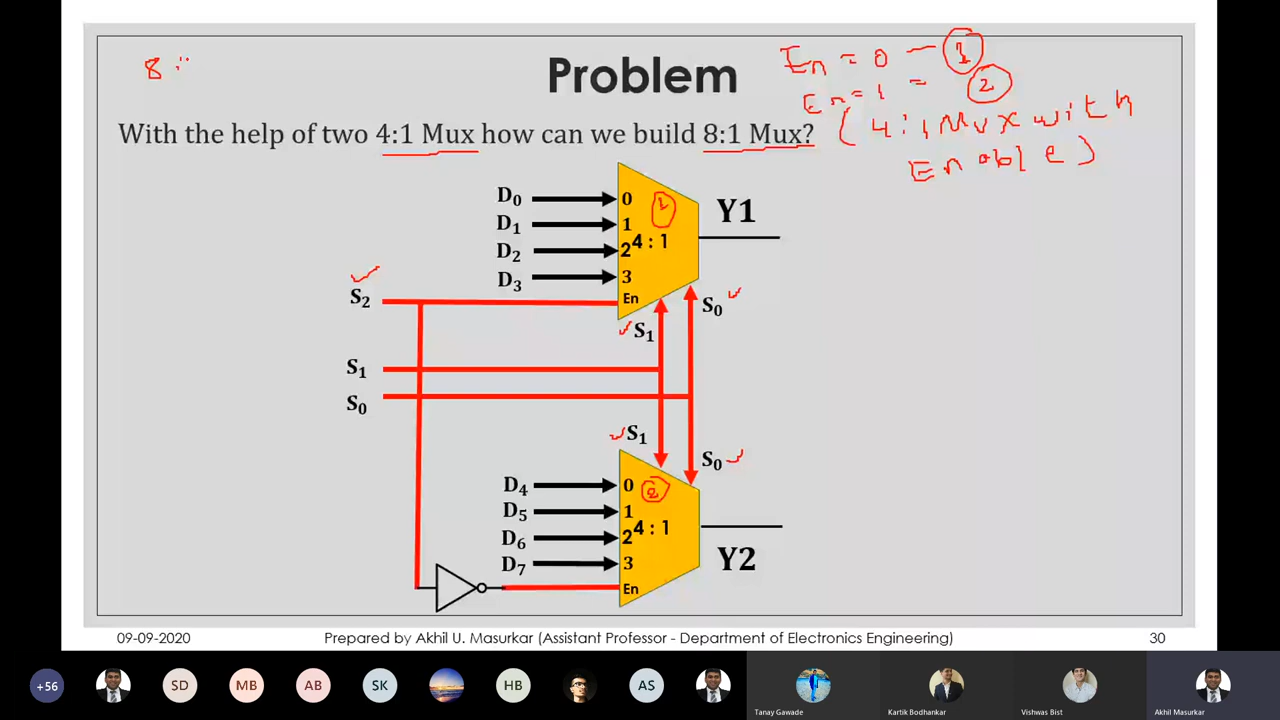 8 :
Problem
En = 0 - 1
En = 1 = 2
With the help of two 4:1 Mux how can we build 8:1 Mux?
( 4:1 Mux with
Enable )
D0
0
1
Y1
D1
1
D2
2
4 : 1
D3
3
S2
En
S0
S1
S1
S0
S1
S0
D4
0
2
D5
1
4 : 1
D6
2
D7
3
Y2
En
09-09-2020
Prepared by Akhil U. Masurkar (Assistant Professor - Department of Electronics Engineering)
30
+56
SD
MB
AB
SK
HB
AS
Tanay Gawade
Kartik Bodhankar
Vishwas Bist
Akhil Masurkar